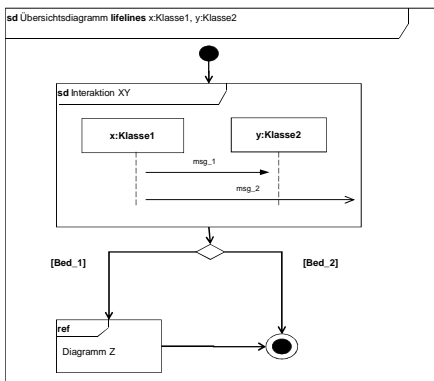 sd Übersichtsdiagramm lifelines x:Klasse1, y:Klasse2
sd Interaktion XY
x:Klasse1
y:Klasse2
msg_1
msg_2
[Bed_1]
[Bed_2]
ref
Diagramm Z